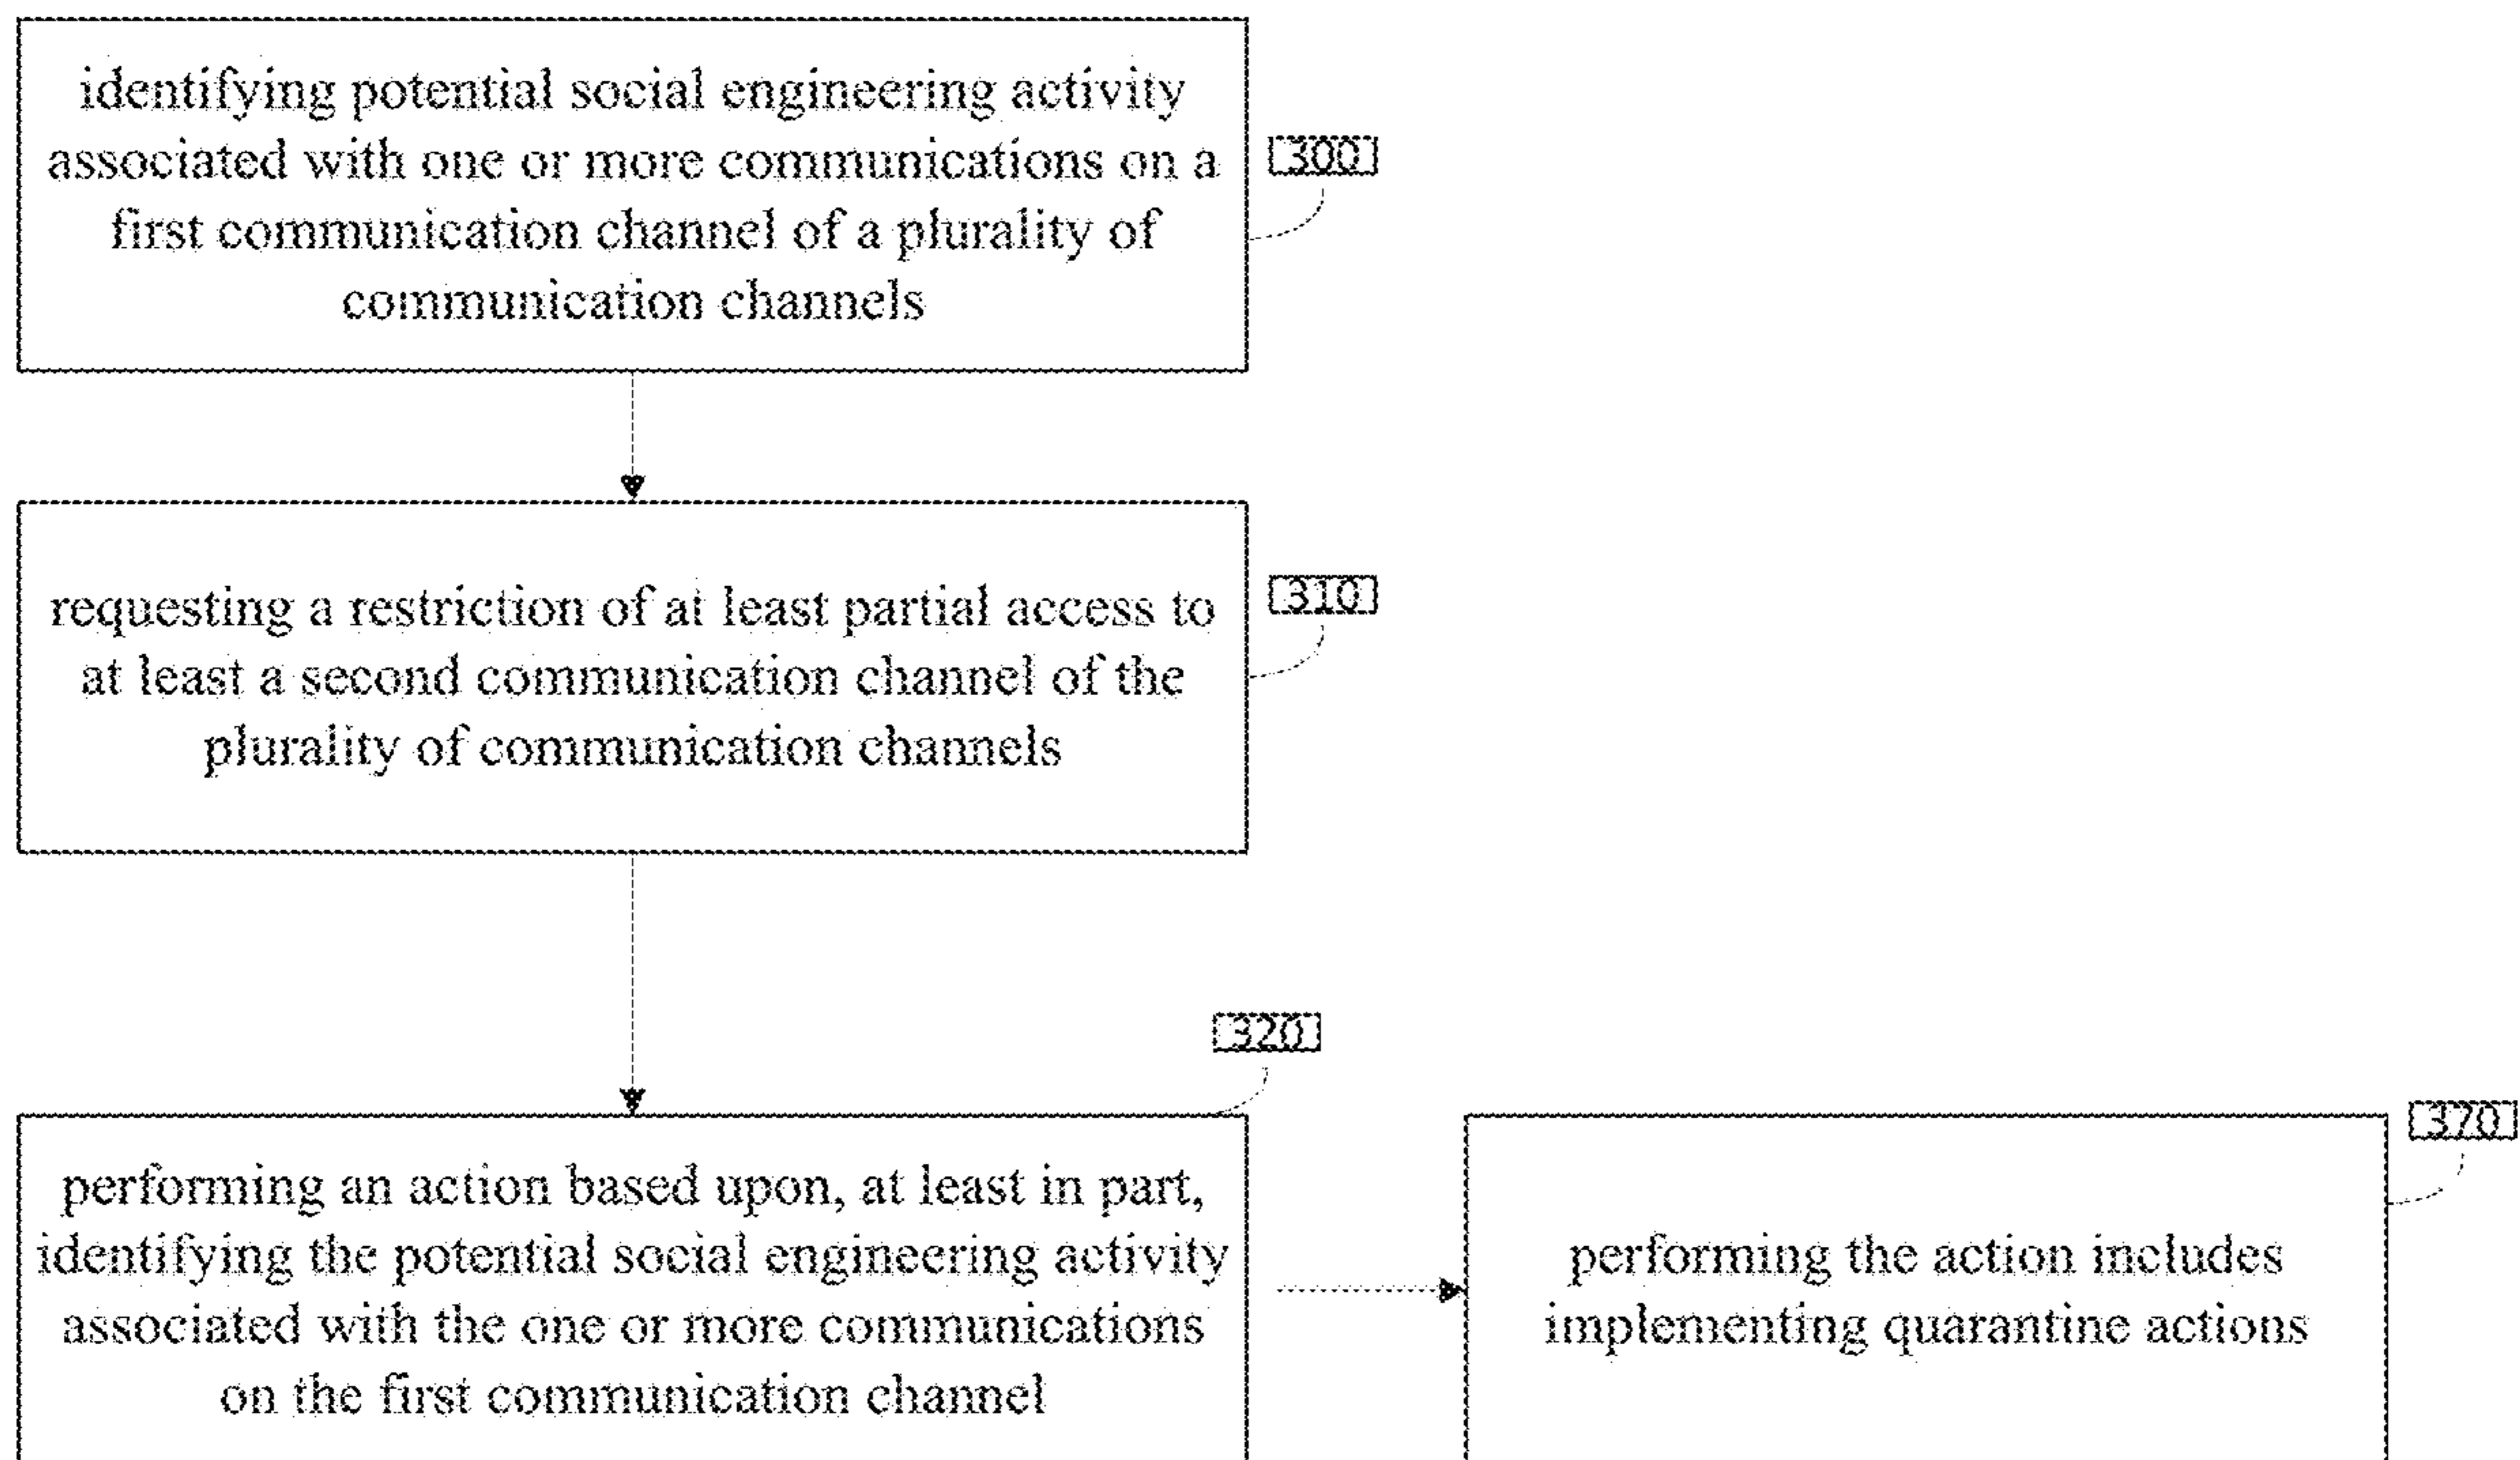 identifying potential social engineering activity
associated with one or more communications on a
first communication channel of a plurality of
communication channels
300
requesting a restriction of at least partial access to
at least a second communication channel of the
plurality of communication channels
310
320
performing an action based upon, at least in part,
identifying the potential social engineering activity
associated with the one or more communications
on the first communication channel
370
performing the action includes
implementing quarantine actions